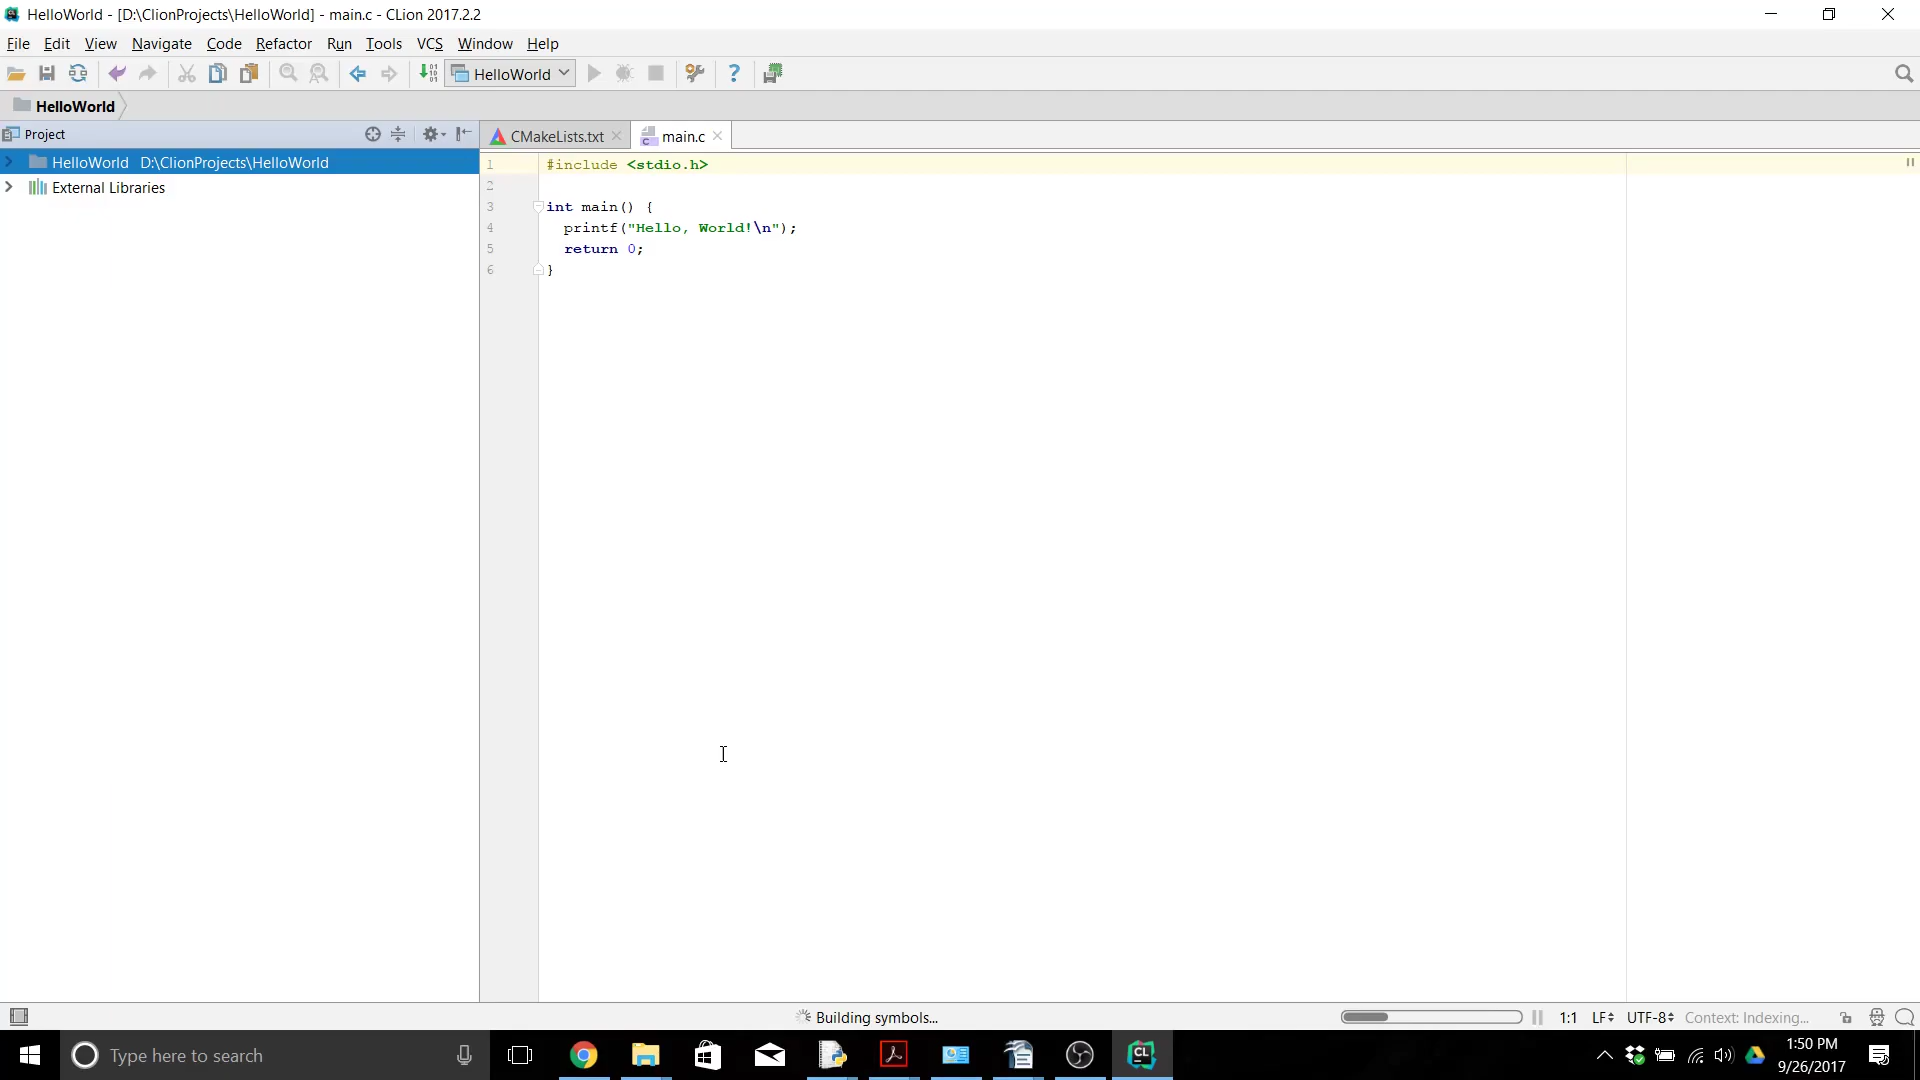 HelloWorld - [D:\ClionProjects\HelloWorld] - main.c - CLion 2017.2.2
File Edit View Navigate Code Refactor Run Tools VCS Window Help
HelloWorld
HelloWorld
Project
CMakeLists.txt main.c
HelloWorld D:\ClionProjects\HelloWorld
External Libraries
1 #include <stdio.h>
2
3 int main() {
4 printf("Hello, World!\n");
5 return 0;
6 }
Building symbols... 1:1 LF UTF-8 Context: Indexing...
Type here to search
1:50 PM
9/26/2017